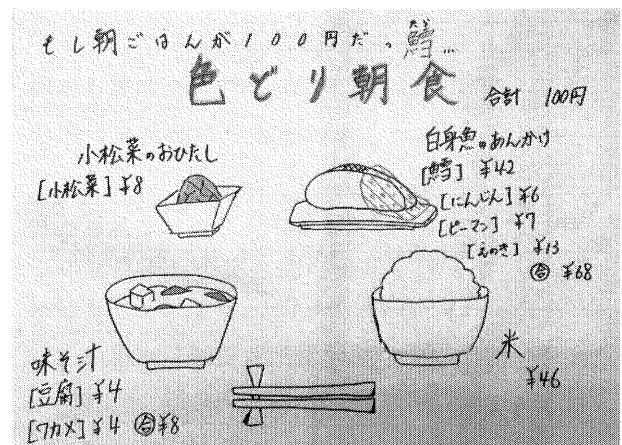 もし朝ごはんが100円だっ鱈...
たら
色どり朝食
合計 100円
小松菜のおひたし
[小松菜] ¥8
白身魚のあんかけ
[鱈] ¥42
[にんじん] ¥6
[ピーマン] ¥7
[えのき] ¥13
合 ¥68
味そ汁
[豆腐] ¥4
[ワカメ] ¥4 合 ¥8
米
¥46